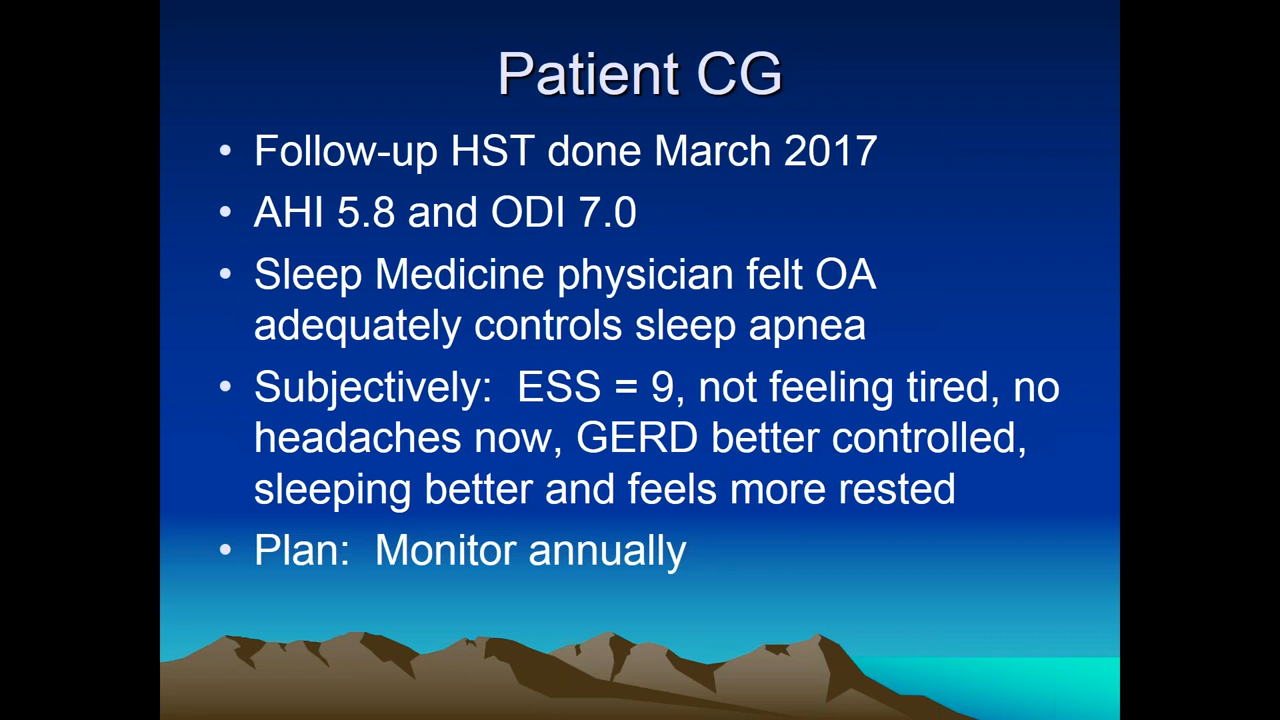 Patient CG
• Follow-up HST done March 2017
• AHI 5.8 and ODI 7.0
• Sleep Medicine physician felt OA
adequately controls sleep apnea
• Subjectively:  ESS = 9, not feeling tired, no
headaches now, GERD better controlled,
sleeping better and feels more rested
• Plan:  Monitor annually